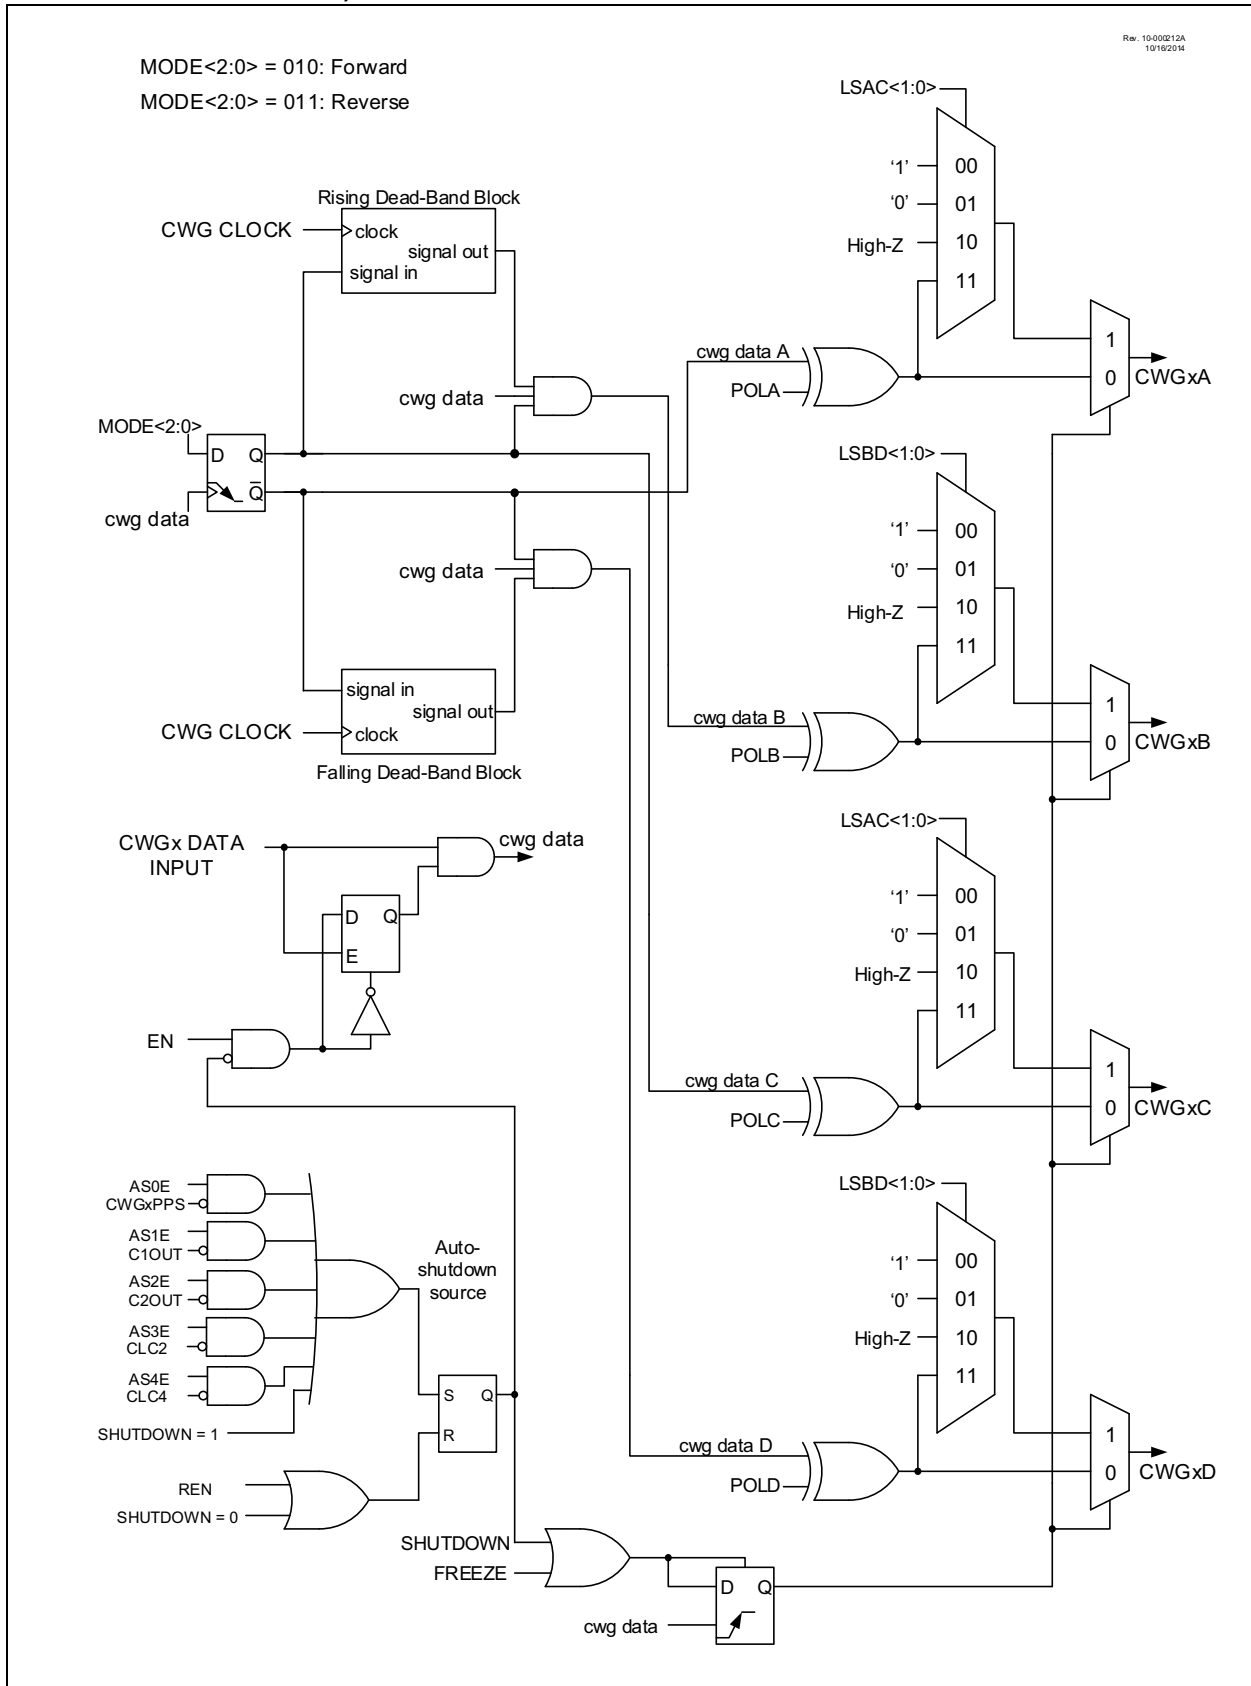 Rev. 10-000212A
10/16/2014
MODE<2:0> = 010: Forward
MODE<2:0> = 011: Reverse
LSAC<1:0>
'1'
00
'0'
01
High-Z
10
11
1
0
CWGxA
Rising Dead-Band Block
CWG CLOCK
clock
signal out
signal in
cwg data A
POLA
cwg data
MODE<2:0>
D
Q
Q
cwg data
cwg data
LSBD<1:0>
'1'
00
'0'
01
High-Z
10
11
1
0
CWGxB
signal in
signal out
CWG CLOCK
clock
Falling Dead-Band Block
cwg data B
POLB
CWGx DATA
INPUT
cwg data
D
Q
E
EN
LSAC<1:0>
'1'
00
'0'
01
High-Z
10
11
1
0
CWGxC
cwg data C
POLC
AS0E
CWGxPPS
AS1E
C1OUT
AS2E
C2OUT
AS3E
CLC2
AS4E
CLC4
SHUTDOWN = 1
Auto-
shutdown
source
S
Q
R
REN
SHUTDOWN = 0
LSBD<1:0>
'1'
00
'0'
01
High-Z
10
11
1
0
CWGxD
cwg data D
POLD
SHUTDOWN
FREEZE
D
Q
cwg data